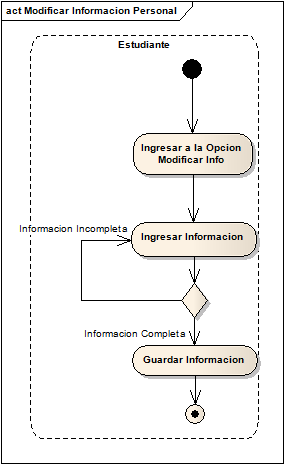 act Modificar Informacion Personal
Estudiante
Ingresar a la Opcion
Modificar Info
Informacion Incompleta
Ingresar Informacion
Informacion Completa
Guardar Informacion